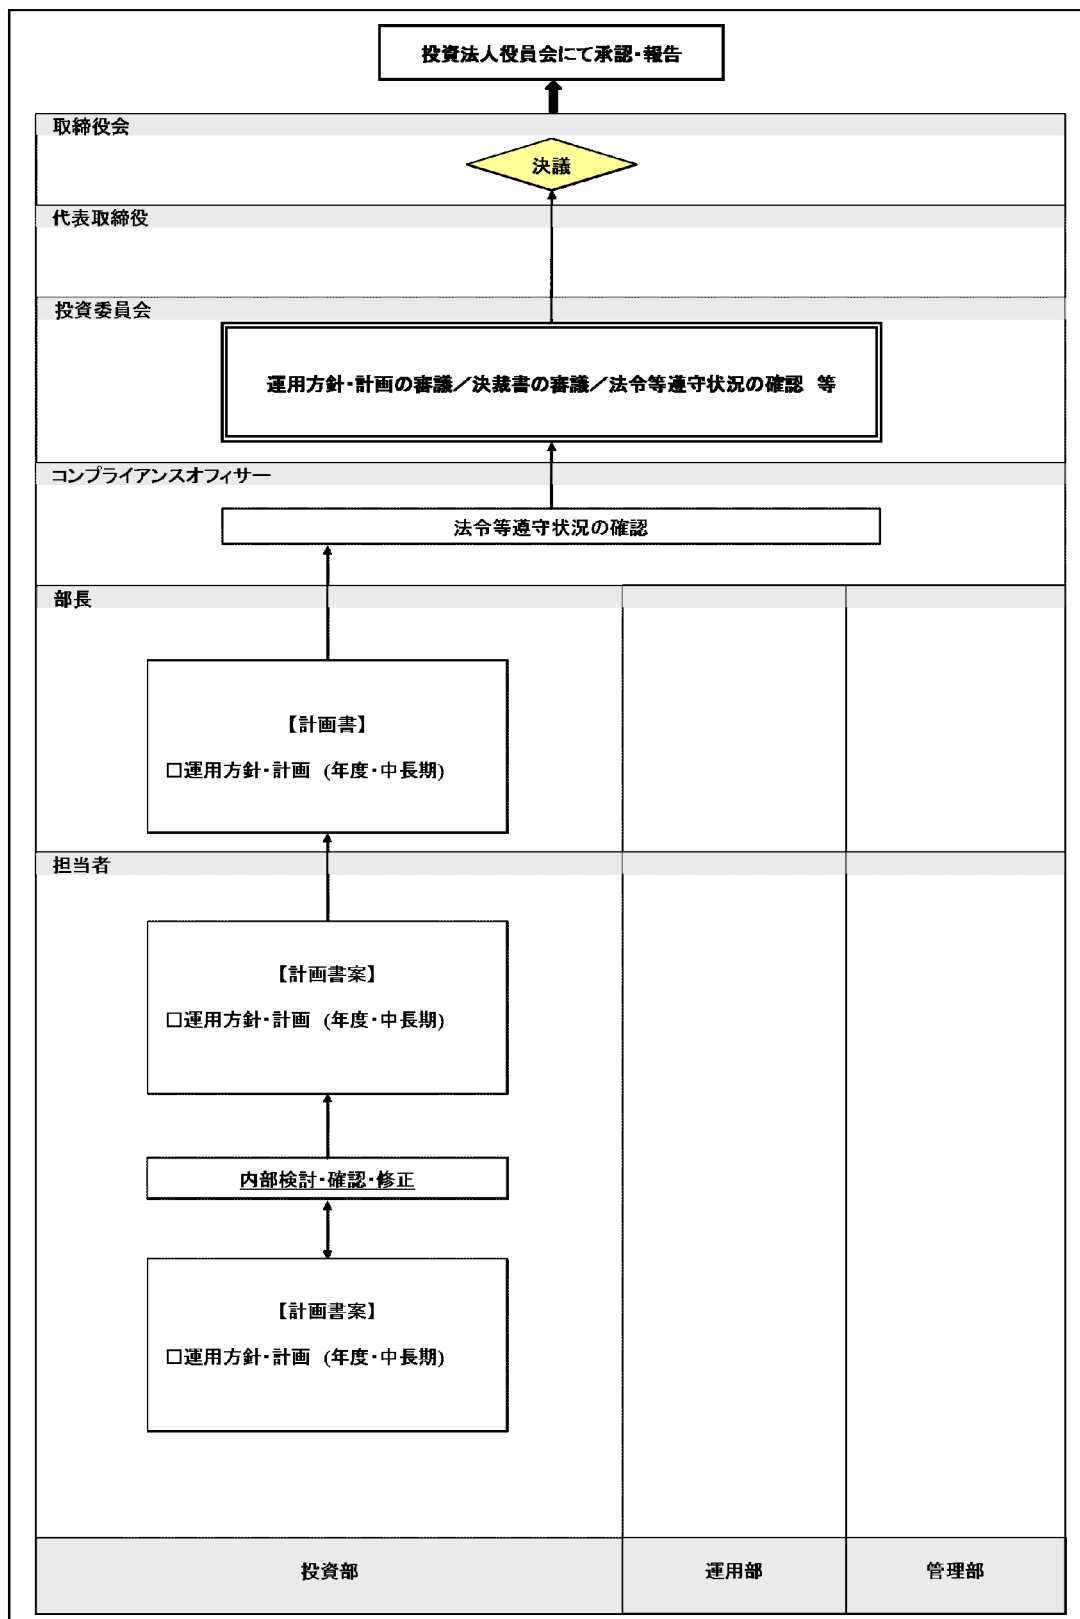 投資法人役員会にて承認・報告
取締役会
決議
代表取締役
投資委員会
運用方針・計画の審議／決裁書の審議／法令等遵守状況の確認 等
コンプライアンスオフィサー
法令等遵守状況の確認
部長
【計画書】
□運用方針・計画 (年度・中長期)
担当者
【計画書案】
□運用方針・計画 (年度・中長期)
内部検討・確認・修正
【計画書案】
□運用方針・計画 (年度・中長期)
投資部
運用部
管理部